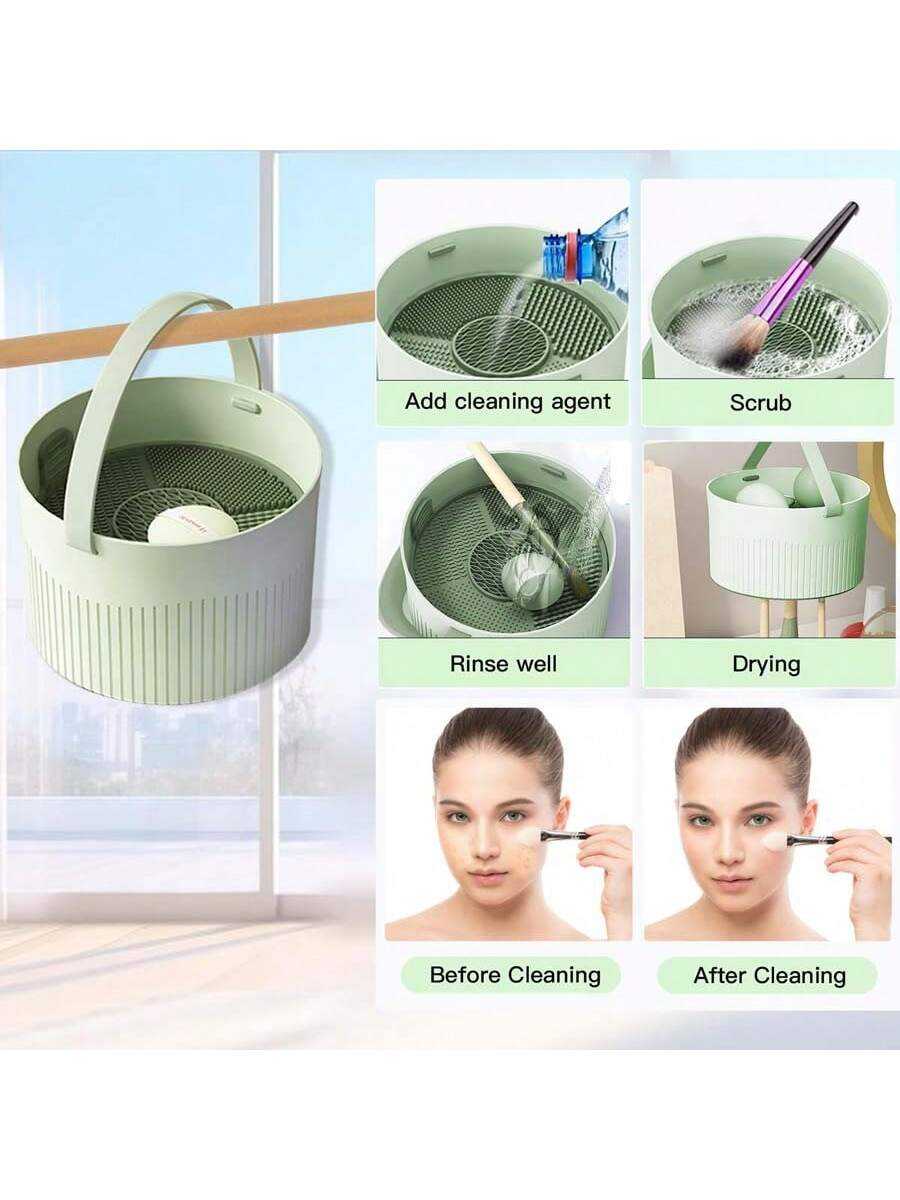 Add cleaning agent
Scrub
Rinse well
Drying
Before Cleaning
After Cleaning